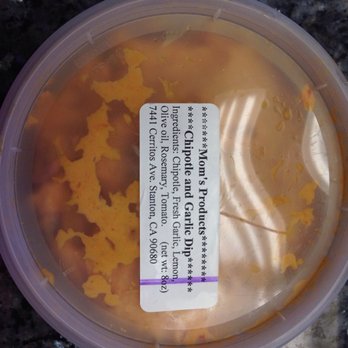 **☆☆☆☆☆Mom's Products*********
****Chipotle and Garlic Dip******
Ingredients: Chipotle, Fresh Garlic, Lemon,
Olive oil, Rosemary, Tomato. (net wt: 8oz)
7441 Cerritos Ave, Stanton, CA 90680